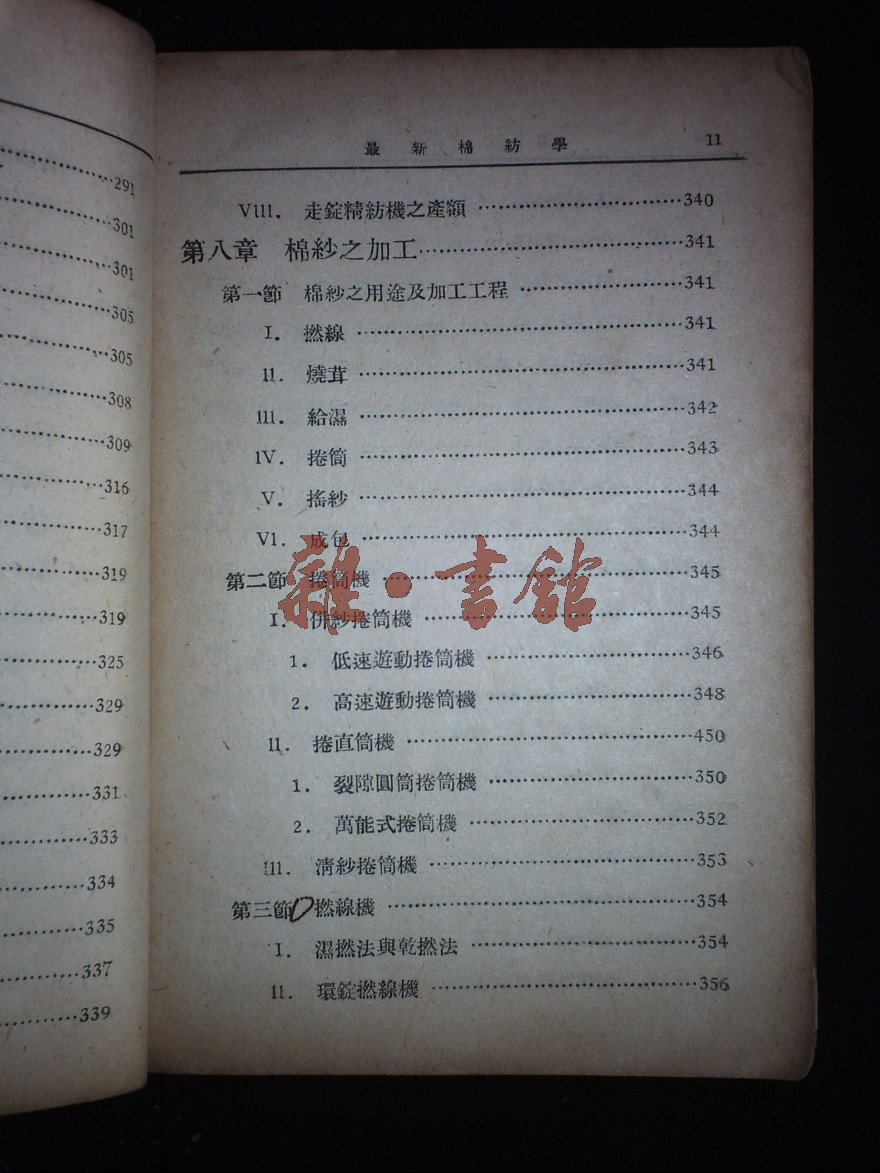 291
301
301
305
305
308
309
316
317
319
319
325
329
329
331
333
334
335
337
339
最新棉紡學 11
VIII. 走錠精紡機之產額 340
第八章 棉紗之加工 341
第一節 棉紗之用途及加工工程 341
I. 撚線 341
II. 燒茸 341
III. 給濕 342
IV. 捲筒 343
V. 搖紗 344
VI. 成包 344
第二節 捲筒機 345
I. 併紗捲筒機 345
1. 低速遊動捲筒機 346
2. 高速遊動捲筒機 348
II. 捲直筒機 450
1. 裂隙圓筒捲筒機 350
2. 萬能式捲筒機 352
III. 清紗捲筒機 353
第三節 撚線機 354
I. 濕撚法與乾撚法 354
II. 環錠撚線機 356
雜·書館